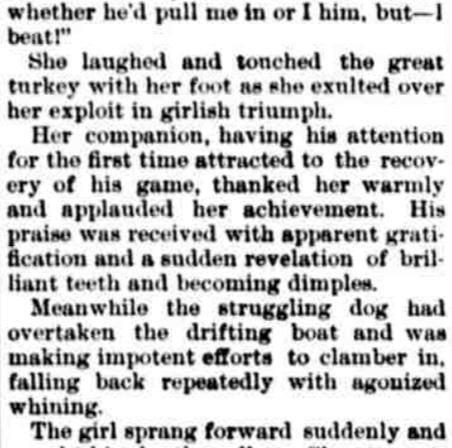 whether he'd pull me in or I him, but—I
beat!"
She laughed and touched the great
turkey with her foot as she exulted over
her exploit in girlish triumph.
Her companion, having his attention
for the first time attracted to the recov-
ery of his game, thanked her warmly
and applauded her achievement. His
praise was received with apparent grati-
fication and a sudden revelation of bril-
liant teeth and becoming dimples.
Meanwhile the struggling dog had
overtaken the drifting boat and was
making impotent efforts to clamber in,
falling back repeatedly with agonized
whining.
The girl sprang forward suddenly and